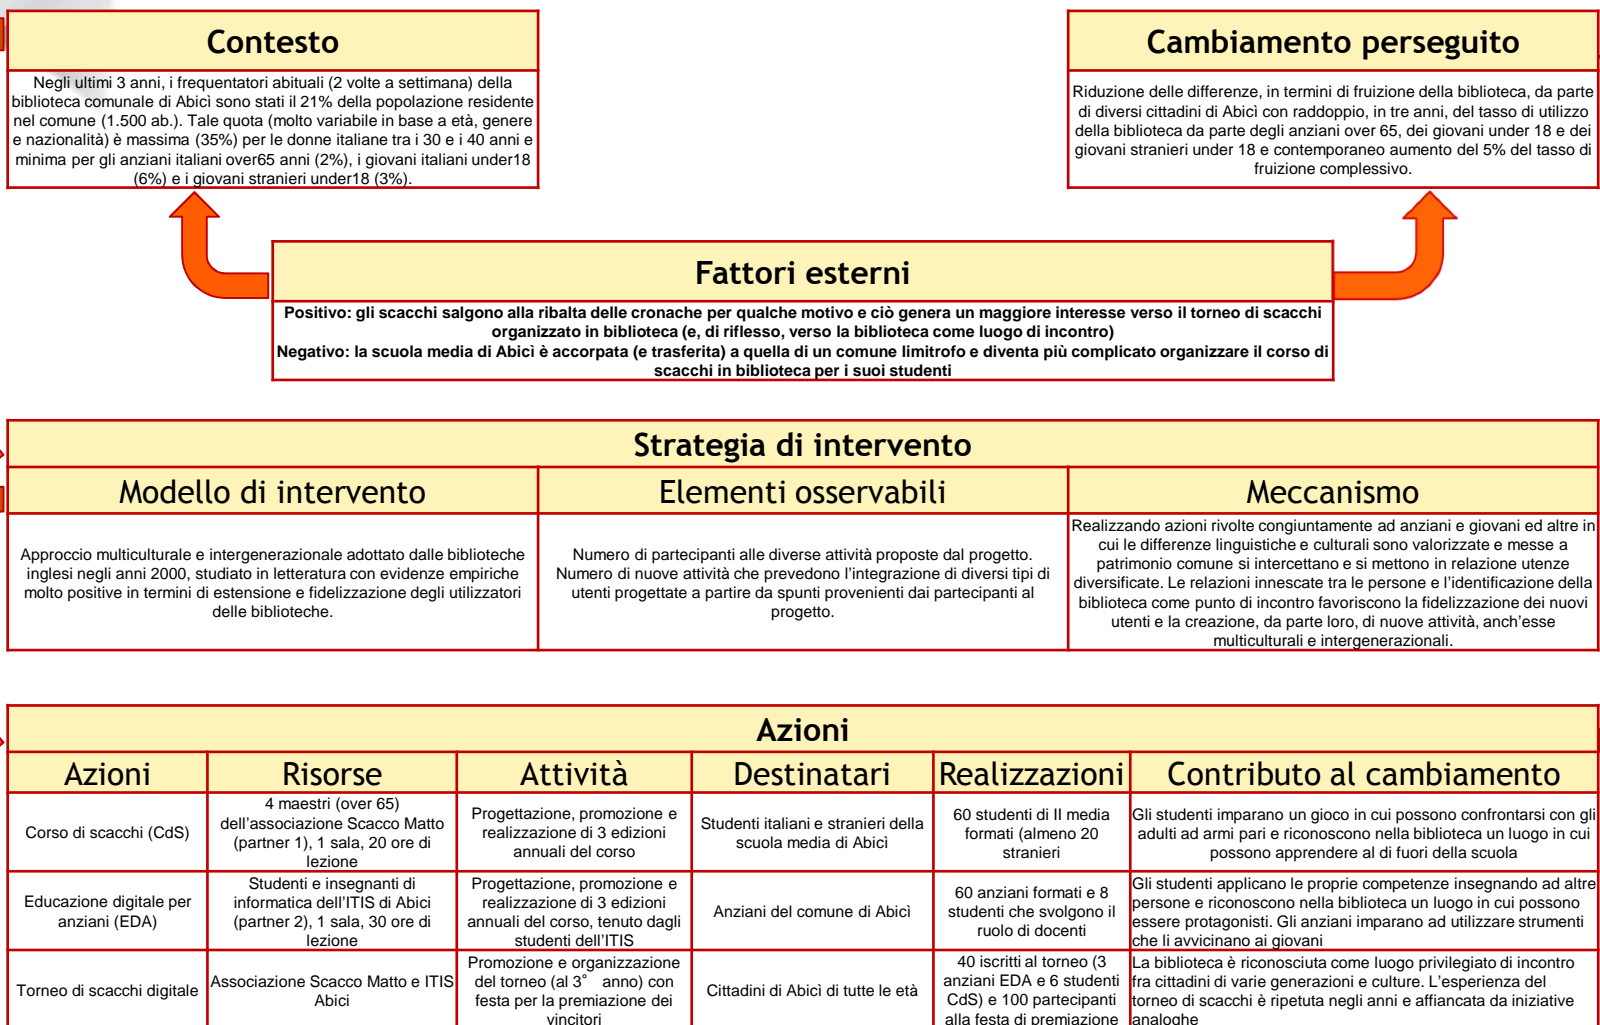 Contesto
Negli ultimi 3 anni, i frequentatori abituali (2 volte a settimana) della
biblioteca comunale di Abicì sono stati il 21% della popolazione residente
nel comune (1.500 ab.). Tale quota (molto variabile in base a età, genere
e nazionalità) è massima (35%) per le donne italiane tra i 30 e i 40 anni e
minima per gli anziani italiani over65 anni (2%), i giovani italiani under18
(6%) e i giovani stranieri under18 (3%).
Cambiamento perseguito
Riduzione delle differenze, in termini di fruizione della biblioteca, da parte
di diversi cittadini di Abicì con raddoppio, in tre anni, del tasso di utilizzo
della biblioteca da parte degli anziani over 65, dei giovani under 18 e dei
giovani stranieri under 18 e contemporaneo aumento del 5% del tasso di
fruizione complessivo.
Fattori esterni
Positivo: gli scacchi salgono alla ribalta delle cronache per qualche motivo e ciò genera un maggiore interesse verso il torneo di scacchi
organizzato in biblioteca (e, di riflesso, verso la biblioteca come luogo di incontro)
Negativo: la scuola media di Abicì è accorpata (e trasferita) a quella di un comune limitrofo e diventa più complicato organizzare il corso di
scacchi in biblioteca per i suoi studenti
Strategia di intervento
Modello di intervento
Elementi osservabili
Meccanismo
Approccio multiculturale e intergenerazionale adottato dalle biblioteche
inglesi negli anni 2000, studiato in letteratura con evidenze empiriche
molto positive in termini di estensione e fidelizzazione degli utilizzatori
delle biblioteche.
Numero di partecipanti alle diverse attività proposte dal progetto.
Numero di nuove attività che prevedono l'integrazione di diversi tipi di
utenti progettate a partire da spunti provenienti dai partecipanti al
progetto.
Realizzando azioni rivolte congiuntamente ad anziani e giovani ed altre in
cui le differenze linguistiche e culturali sono valorizzate e messe a
patrimonio comune si intercettano e si mettono in relazione utenze
diversificate. Le relazioni innescate tra le persone e l'identificazione della
biblioteca come punto di incontro favoriscono la fidelizzazione dei nuovi
utenti e la creazione, da parte loro, di nuove attività, anch'esse
multiculturali e intergenerazionali.
Azioni
Azioni
Risorse
Attività
Destinatari
Realizzazioni
Contributo al cambiamento
Corso di scacchi (CdS)
4 maestri (over 65)
dell'associazione Scacco Matto
(partner 1), 1 sala, 20 ore di
lezione
Progettazione, promozione e
realizzazione di 3 edizioni
annuali del corso
Studenti italiani e stranieri della
scuola media di Abicì
60 studenti di II media
formati (almeno 20
stranieri
Gli studenti imparano un gioco in cui possono confrontarsi con gli
adulti ad armi pari e riconoscono nella biblioteca un luogo in cui
possono apprendere al di fuori della scuola
Educazione digitale per
anziani (EDA)
Studenti e insegnanti di
informatica dell'ITIS di Abici
(partner 2), 1 sala, 30 ore di
lezione
Progettazione, promozione e
realizzazione di 3 edizioni
annuali del corso, tenuto dagli
studenti dell'ITIS
Anziani del comune di Abicì
60 anziani formati e 8
studenti che svolgono il
ruolo di docenti
Gli studenti applicano le proprie competenze insegnando ad altre
persone e riconoscono nella biblioteca un luogo in cui possono
essere protagonisti. Gli anziani imparano ad utilizzare strumenti
che li avvicinano ai giovani
Torneo di scacchi digitale
Associazione Scacco Matto e ITIS
Abici
Promozione e organizzazione
del torneo (al 3° anno) con
festa per la premiazione dei
vincitori
Cittadini di Abicì di tutte le età
40 iscritti al torneo (3
anziani EDA e 6 studenti
CdS) e 100 partecipanti
alla festa di premiazione
La biblioteca è riconosciuta come luogo privilegiato di incontro
fra cittadini di varie generazioni e culture. L'esperienza del
torneo di scacchi è ripetuta negli anni e affiancata da iniziative
analoghe